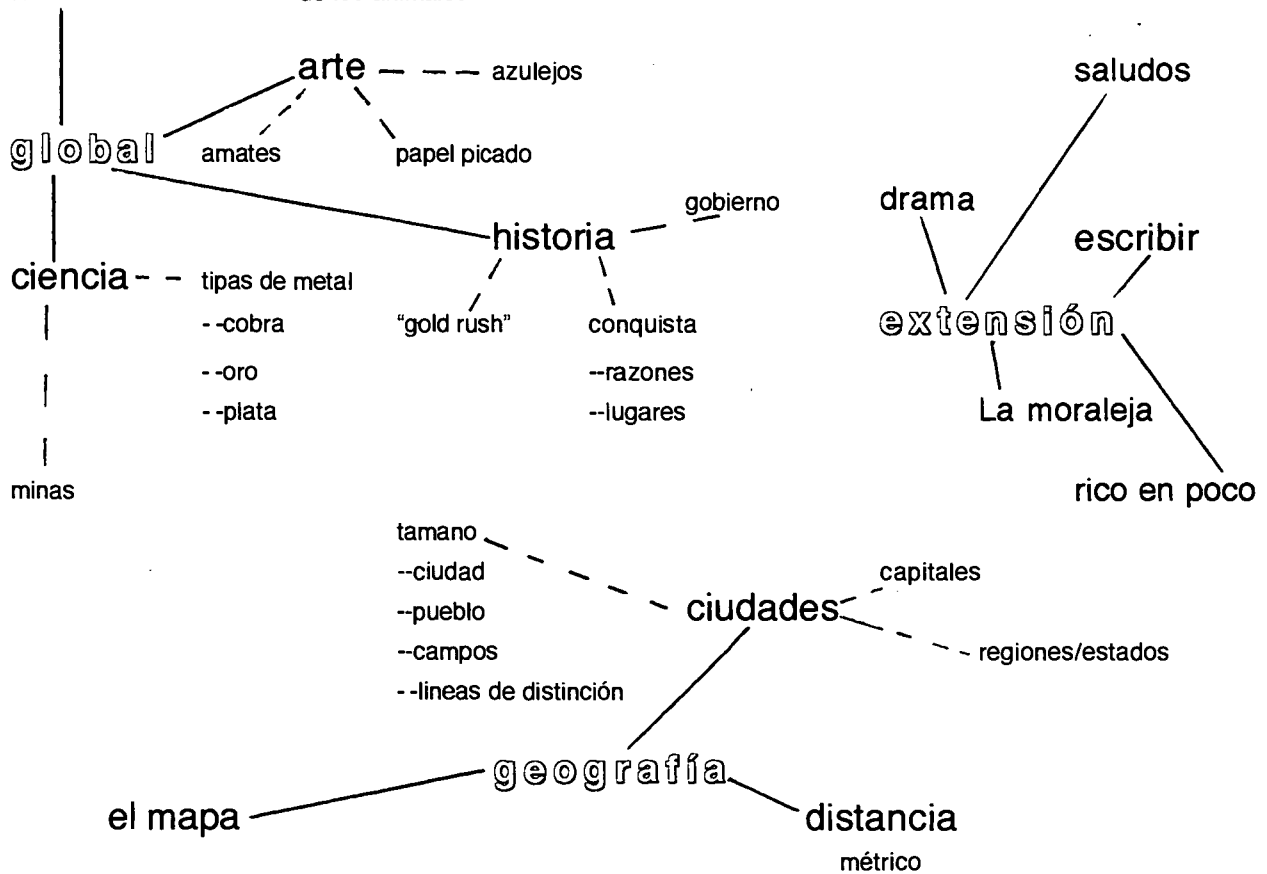 arte
azulejos
saludos
global
amates
papel picado
gobierno
drama
historia
escribir
ciencia
tipas de metal
--cobra
--oro
--plata
"gold rush"
conquista
--razones
--lugares
extensión
La moraleja
rico en poco
minas
tamano
--ciudad
--pueblo
--campos
--lineas de distinción
ciudades
capitales
regiones/estados
geografía
el mapa
distancia
métrico